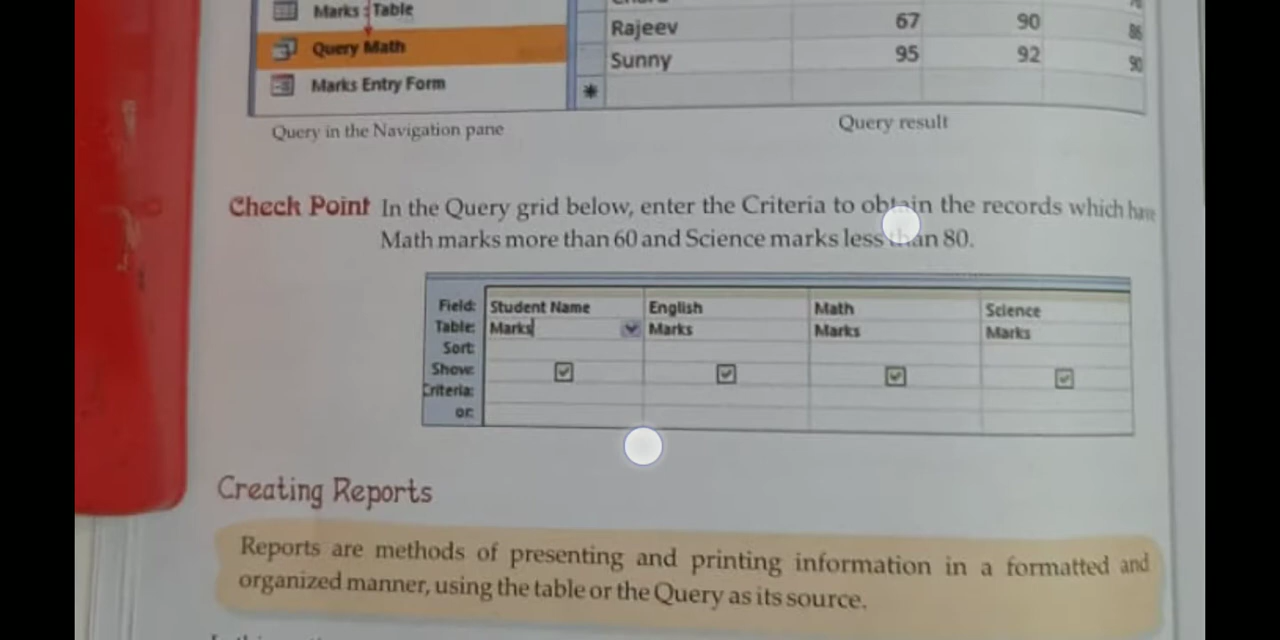 Marks : Table
Query Math
Marks Entry Form
Rajeev 67 90 86
Sunny 95 92 90
Query in the Navigation pane
Query result
Check Point In the Query grid below, enter the Criteria to obtain the records which have
Math marks more than 60 and Science marks less than 80.
Field: Student Name English Math Science
Table: Marks Marks Marks Marks
Sort:
Show:
Criteria:
or:
Creating Reports
Reports are methods of presenting and printing information in a formatted and
organized manner, using the table or the Query as its source.